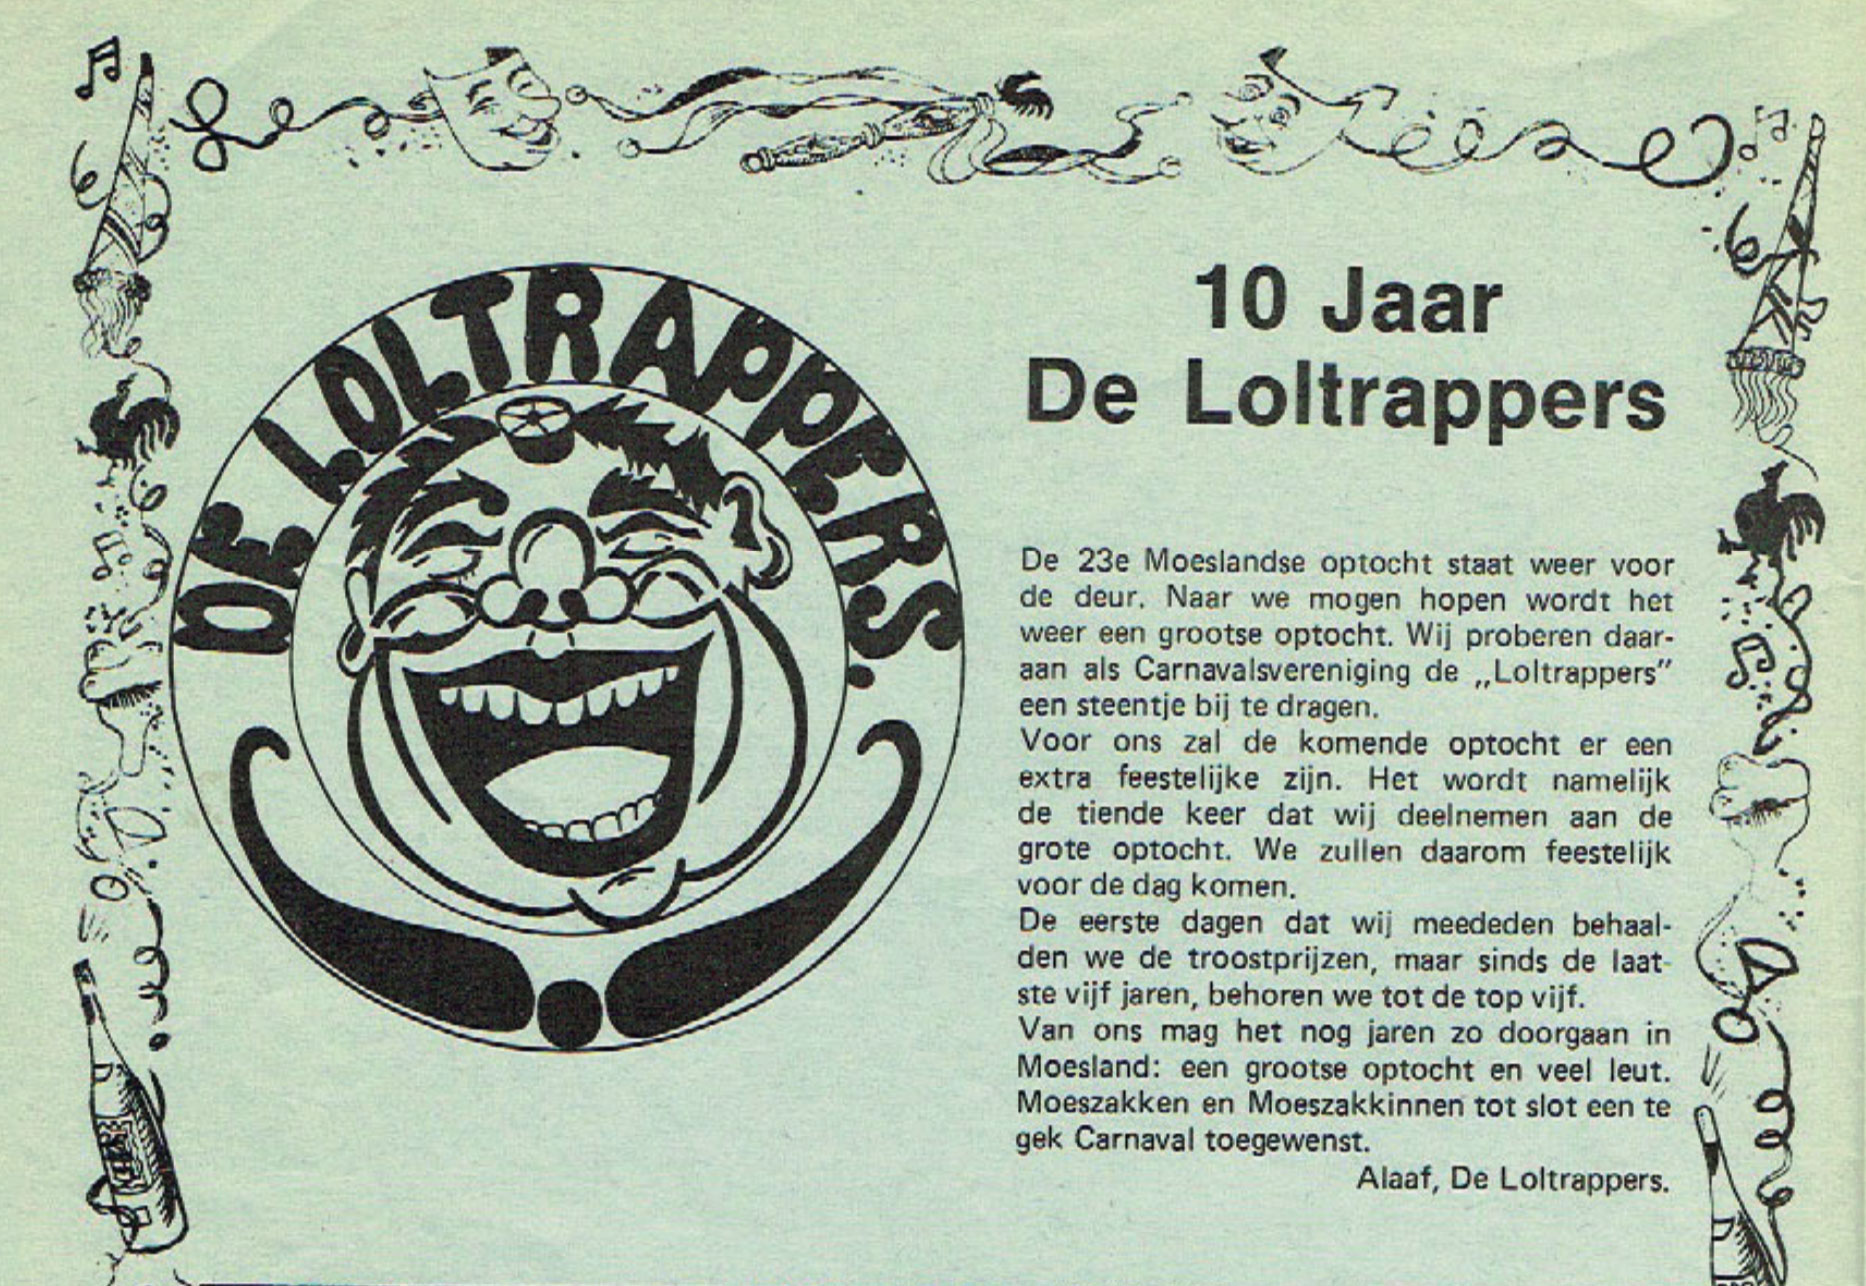 DE LOLTRAPPERS.
10 Jaar
De Loltrappers
De 23e Moeslandse optocht staat weer voor
de deur. Naar we mogen hopen wordt het
weer een grootse optocht. Wij proberen daar-
aan als Carnavalsvereniging de „Loltrappers”
een steentje bij te dragen.
Voor ons zal de komende optocht er een
extra feestelijke zijn. Het wordt namelijk
de tiende keer dat wij deelnemen aan de
grote optocht. We zullen daarom feestelijk
voor de dag komen.
De eerste dagen dat wij meededen behaal-
den we de troostprijzen, maar sinds de laat-
ste vijf jaren, behoren we tot de top vijf.
Van ons mag het nog jaren zo doorgaan in
Moesland: een grootse optocht en veel leut.
Moeszakken en Moeszakkinnen tot slot een te
gek Carnaval toegewenst.
Alaaf, De Loltrappers.